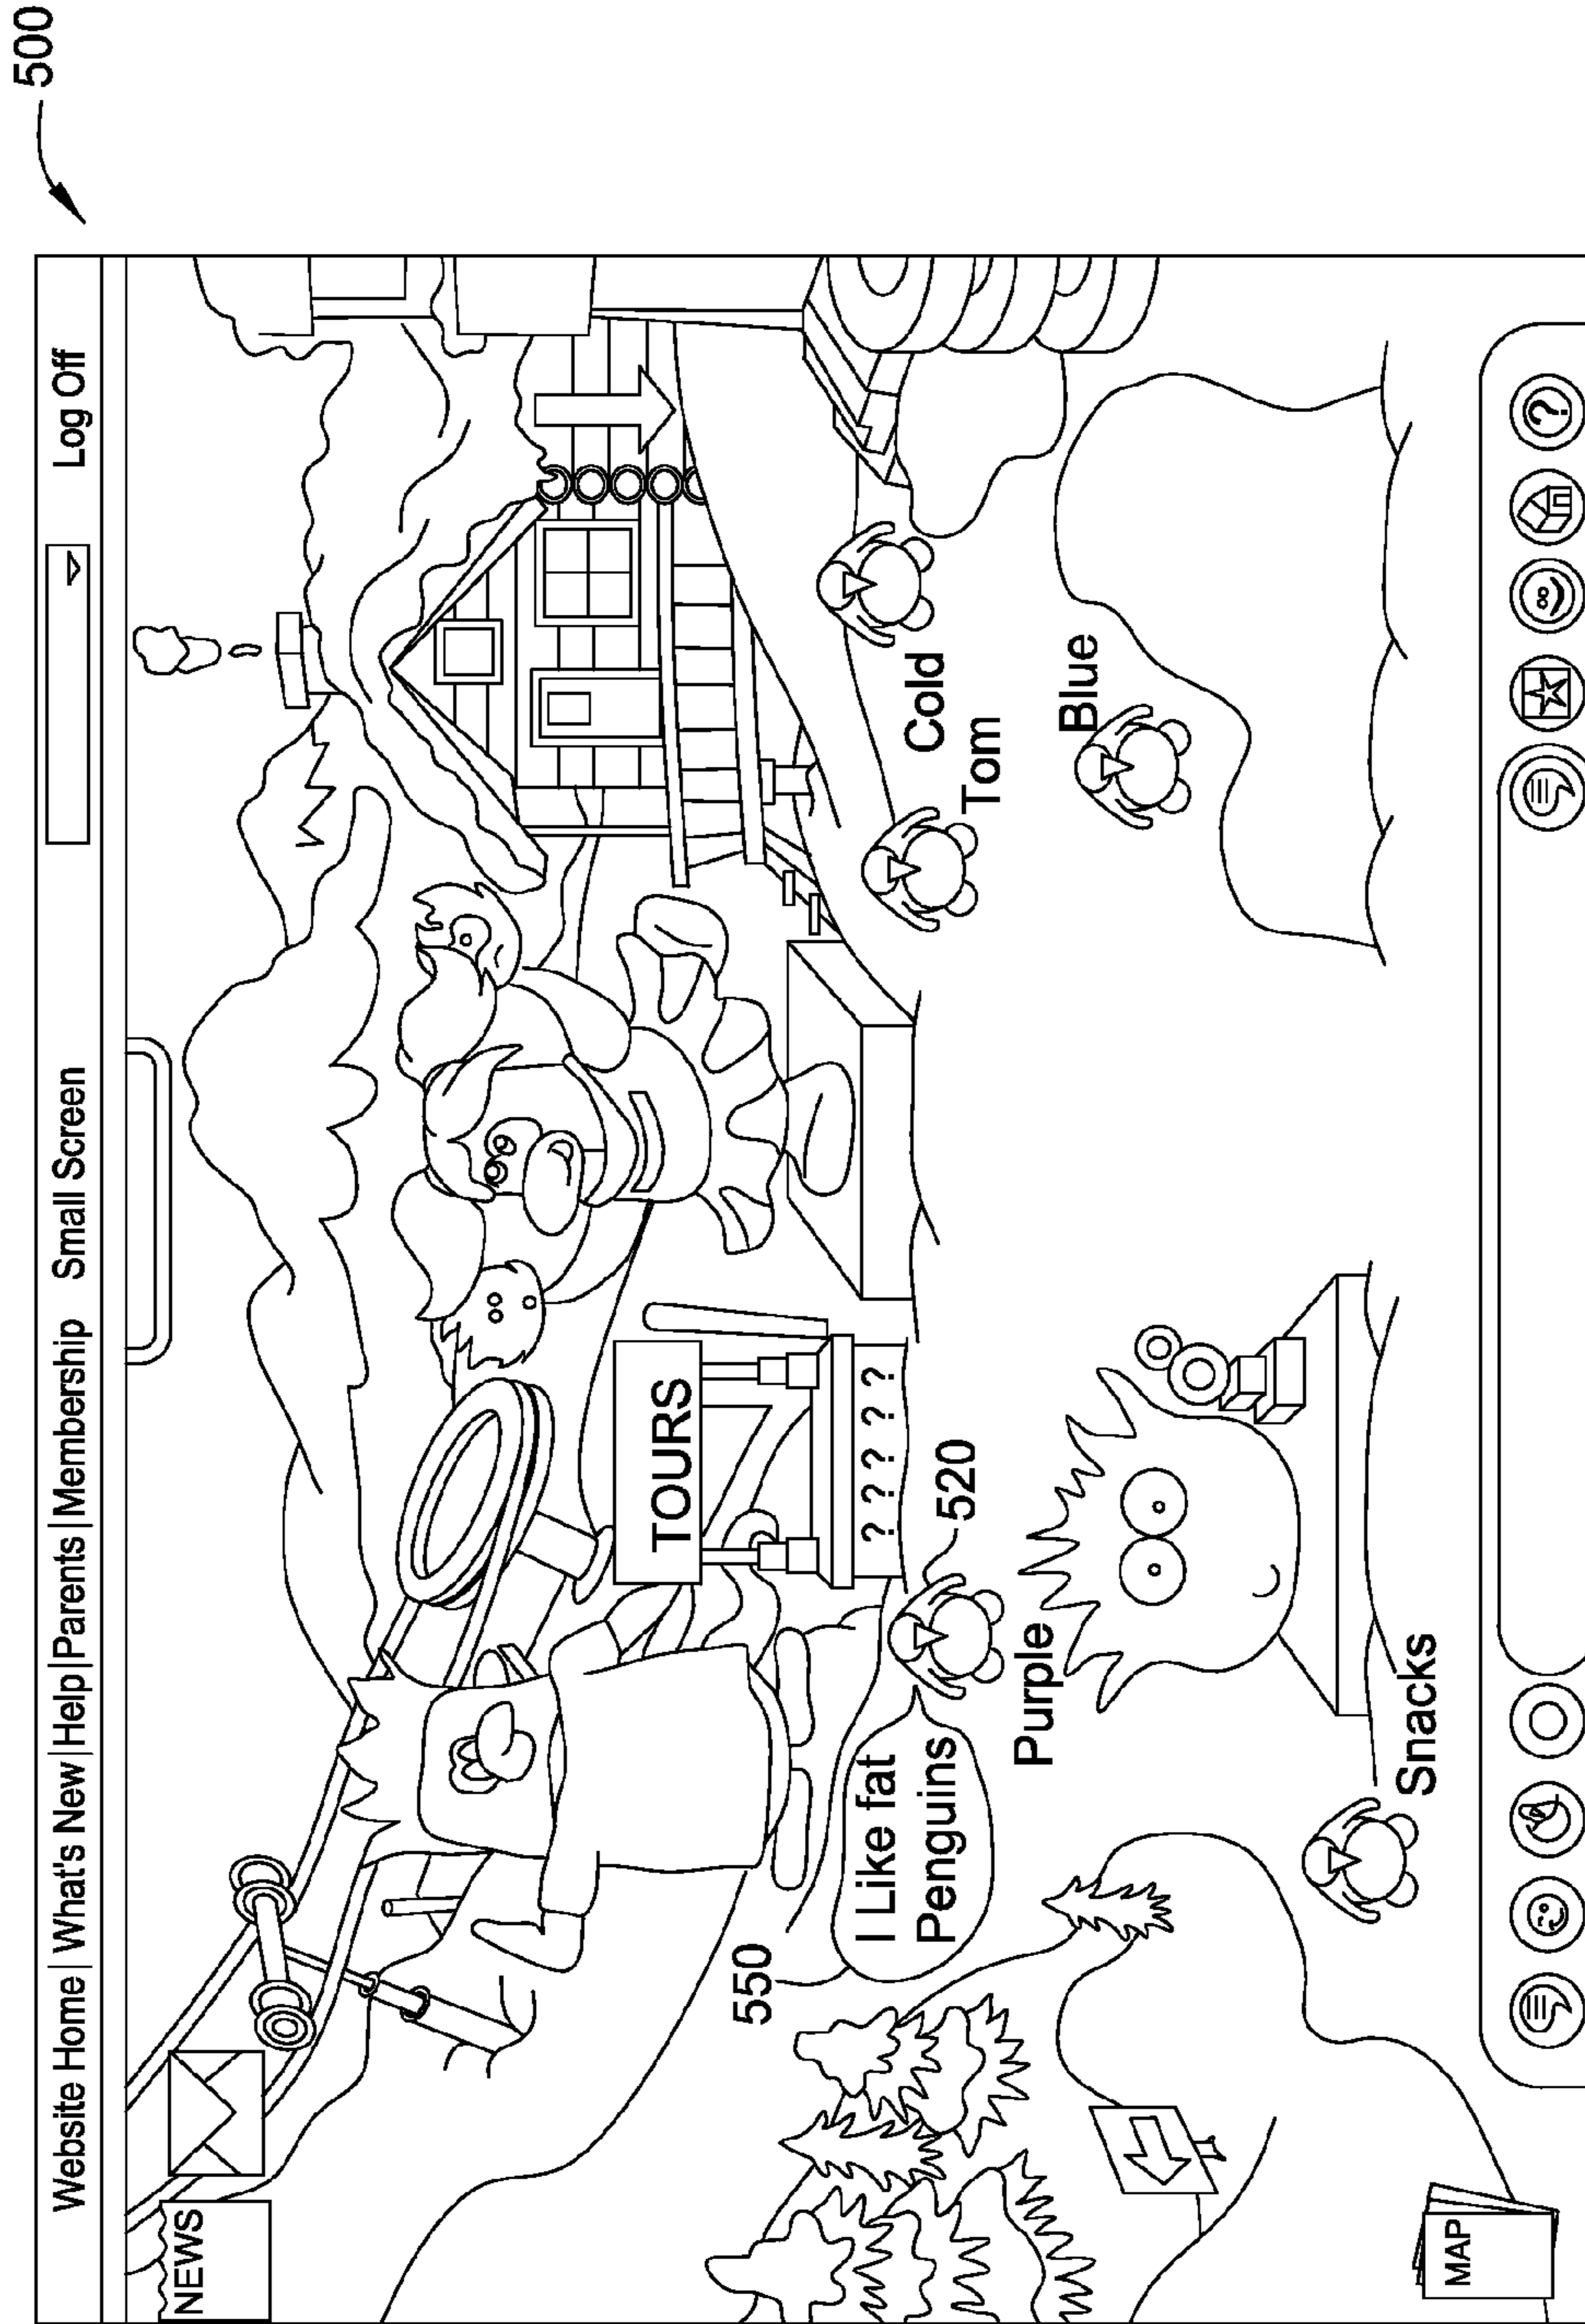 500
Website Home | What's New | Help | Parents | Membership Small Screen Log Off
NEWS
TOURS
? ? ? ? ?
550
I Like fat
Penguins
520
Purple
Cold
Tom
Blue
Snacks
MAP
?